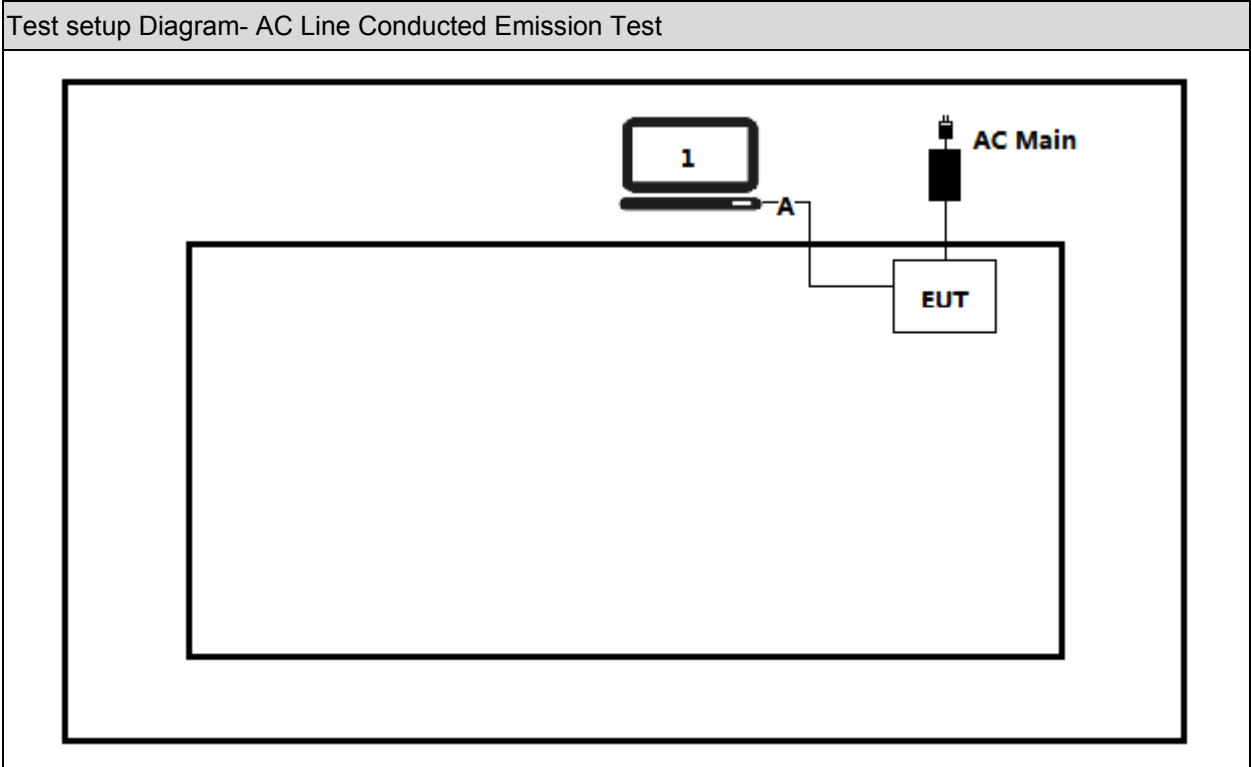 Test setup Diagram- AC Line Conducted Emission Test
1
AC Main
A
EUT